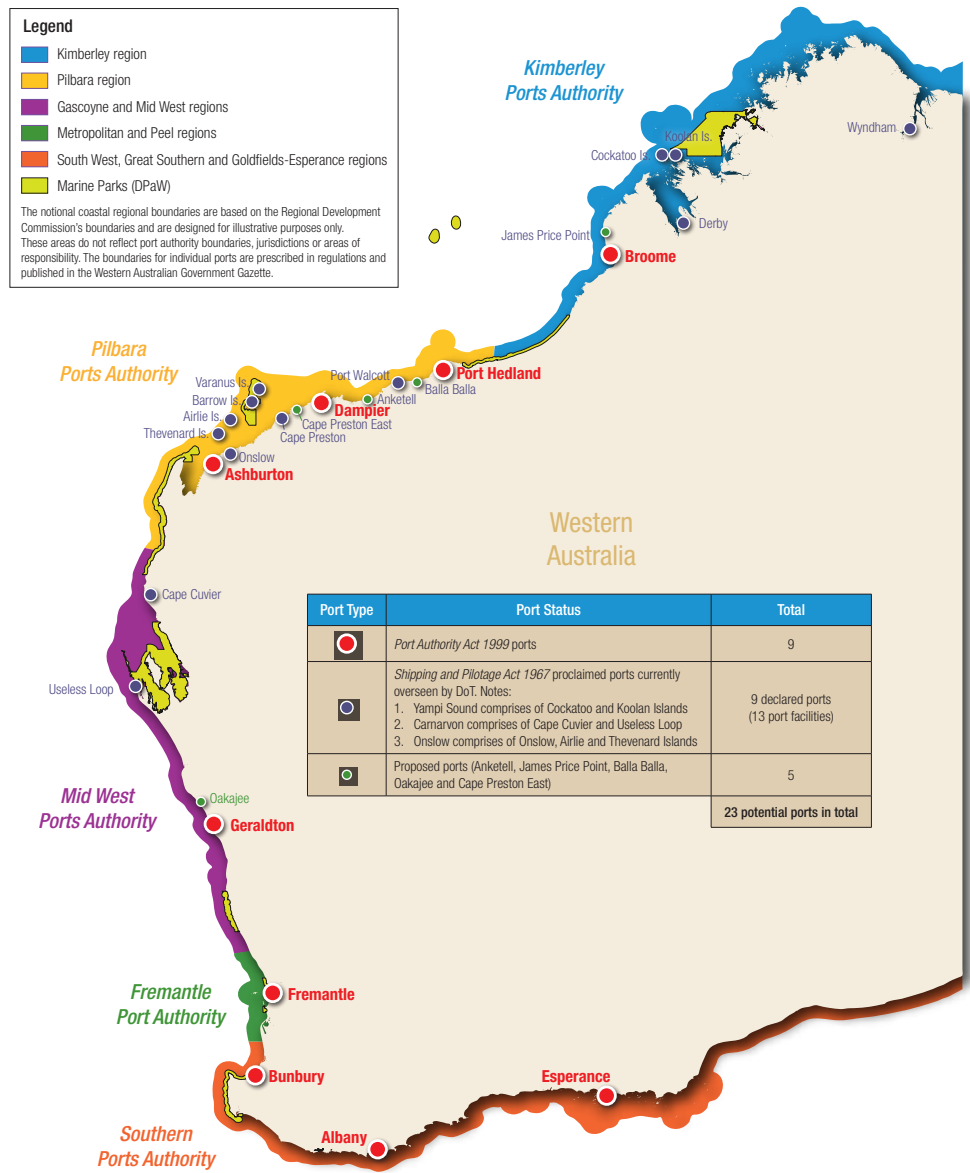 Legend
Kimberley region
Pilbara region
Gascoyne and Mid West regions
Metropolitan and Peel regions
South West, Great Southern and Goldfields-Esperance regions
Marine Parks (DPaW)
The notional coastal regional boundaries are based on the Regional Development
Commission's boundaries and are designed for illustrative purposes only.
These areas do not reflect port authority boundaries, jurisdictions or areas of
responsibility. The boundaries for individual ports are prescribed in regulations and
published in the Western Australian Government Gazette.
Kimberley
Ports Authority
Wyndham
Koolan Is.
Cockatoo Is.
Derby
James Price Point
Broome
Pilbara
Ports Authority
Port Hedland
Port Walcott
Balla Balla
Varanus Is.
Anketell
Barrow Is.
Dampier
Airlie Is.
Cape Preston East
Thevenard Is.
Cape Preston
Onslow
Ashburton
Western
Australia
Cape Cuvier
Useless Loop
Port Type
Port Status
Total
Port Authority Act 1999 ports
9
Shipping and Pilotage Act 1967 proclaimed ports currently
overseen by DoT. Notes:
1. Yampi Sound comprises of Cockatoo and Koolan Islands
2. Carnarvon comprises of Cape Cuvier and Useless Loop
3. Onslow comprises of Onslow, Airlie and Thevenard Islands
9 declared ports
(13 port facilities)
Proposed ports (Anketell, James Price Point, Balla Balla,
Oakajee and Cape Preston East)
5
23 potential ports in total
Mid West
Ports Authority
Oakajee
Geraldton
Fremantle
Port Authority
Fremantle
Bunbury
Esperance
Albany
Southern
Ports Authority